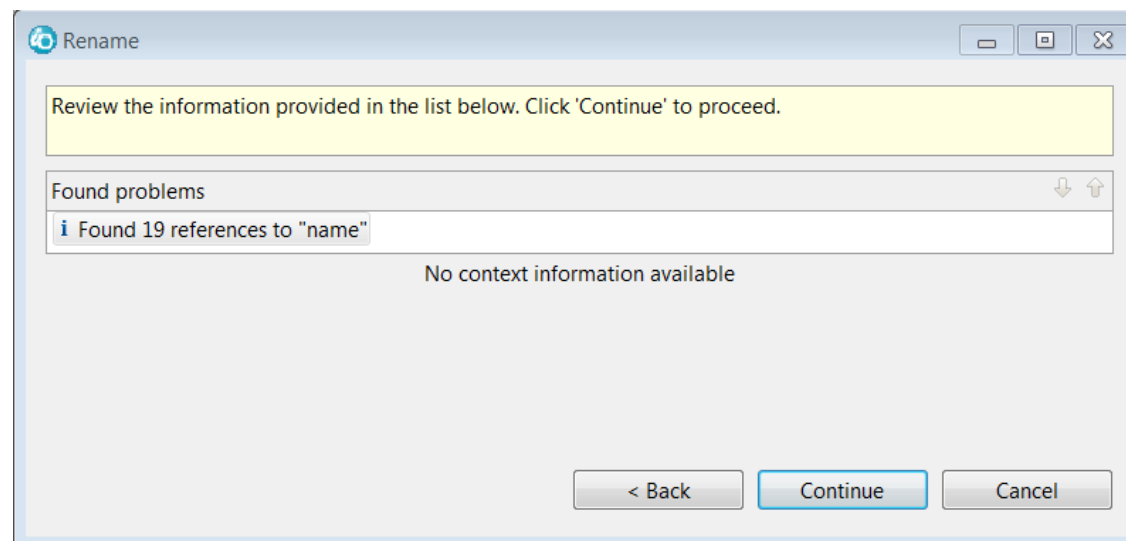 Rename
Review the information provided in the list below. Click 'Continue' to proceed.
Found problems
i Found 19 references to "name"
No context information available
< Back
Continue
Cancel